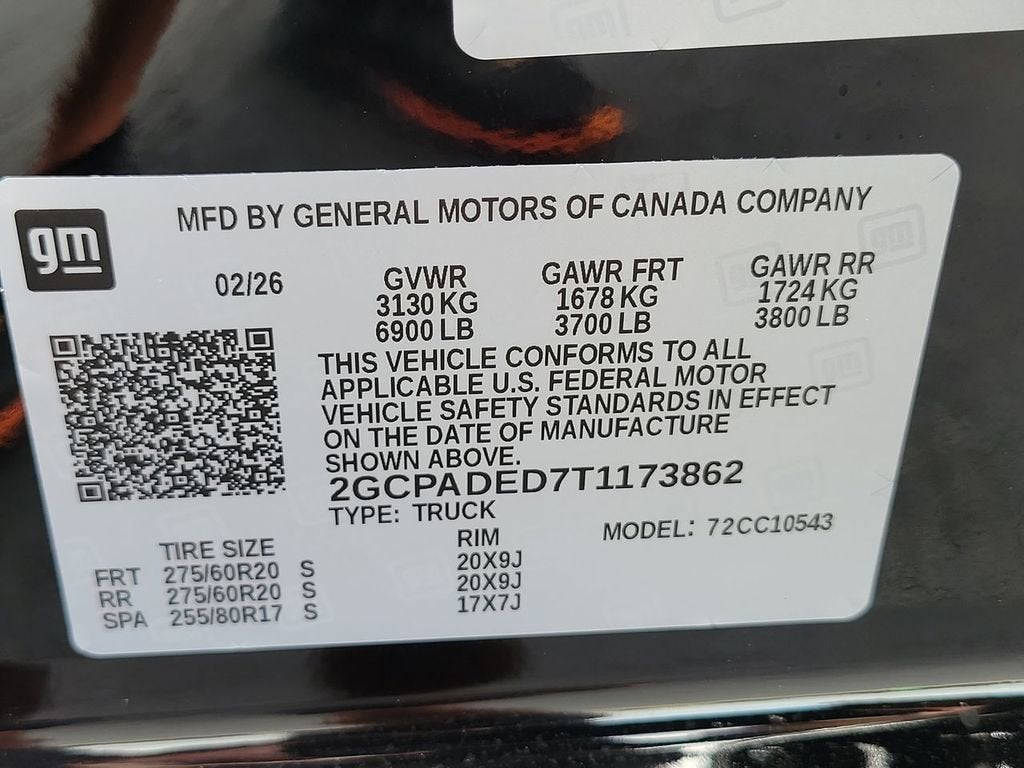 gm
MFD BY GENERAL MOTORS OF CANADA COMPANY
02/26
GVWR
3130 KG
6900 LB
GAWR FRT
1678 KG
3700 LB
GAWR RR
1724 KG
3800 LB
THIS VEHICLE CONFORMS TO ALL
APPLICABLE U.S. FEDERAL MOTOR
VEHICLE SAFETY STANDARDS IN EFFECT
ON THE DATE OF MANUFACTURE
SHOWN ABOVE.
2GCPADED7T1173862
TYPE: TRUCK
MODEL: 72CC10543
TIRE SIZE RIM
FRT 275/60R20 S 20X9J
RR 275/60R20 S 20X9J
SPA 255/80R17 S 17X7J